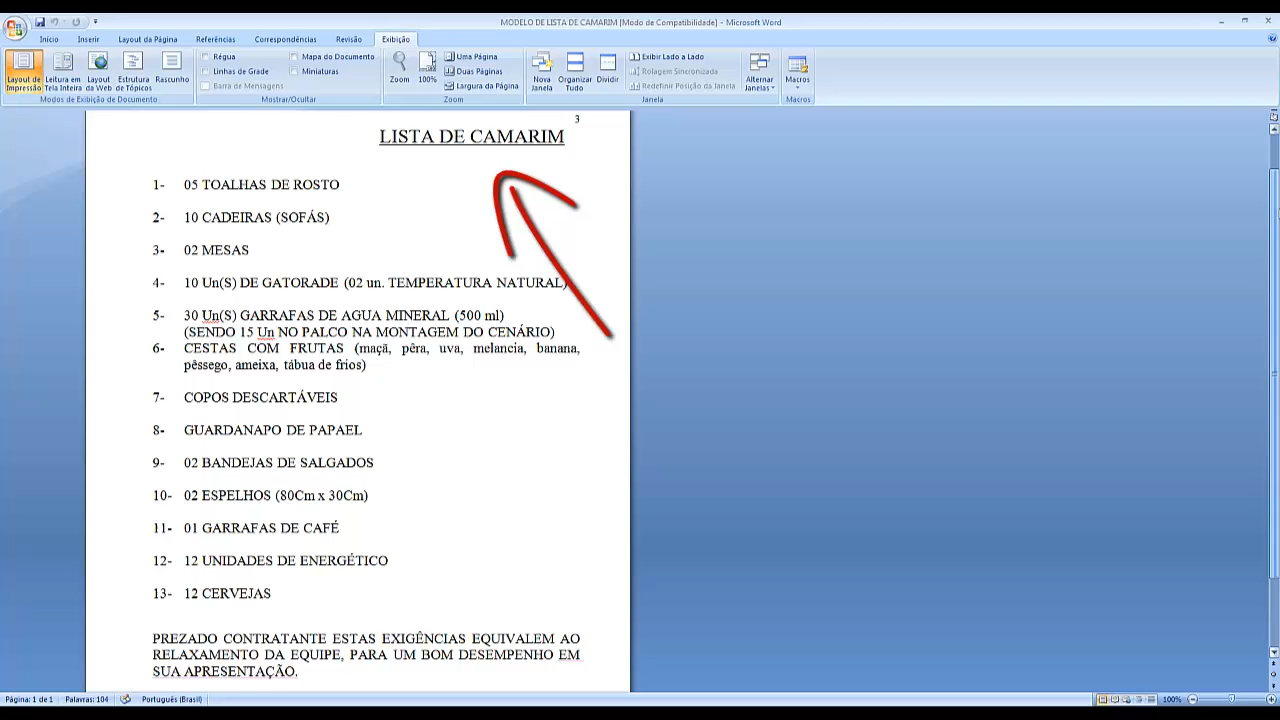 MODELO DE LISTA DE CAMARIM [Modo de Compatibilidade] - Microsoft Word
Início Inserir Layout da Página Referências Correspondências Revisão Exibição
Layout de Impressão
Leitura em Tela Inteira
Layout da Web
Estrutura de Tópicos
Rascunho
Modos de Exibição de Documento
Régua
Linhas de Grade
Barra de Mensagens
Mapa do Documento
Miniaturas
Mostrar/Ocultar
Zoom
100%
Uma Página
Duas Páginas
Largura da Página
Zoom
Nova Janela
Organizar Tudo
Dividir
Exibir Lado a Lado
Rolagem Sincronizada
Redefinir Posição da Janela
Alternar Janelas
Janela
Macros
Macros
3
LISTA DE CAMARIM
1- 05 TOALHAS DE ROSTO
2- 10 CADEIRAS (SOFÁS)
3- 02 MESAS
4- 10 Un(S) DE GATORADE (02 un. TEMPERATURA NATURAL)
5- 30 Un(S) GARRAFAS DE AGUA MINERAL (500 ml)
(SENDO 15 Un NO PALCO NA MONTAGEM DO CENÁRIO)
6- CESTAS COM FRUTAS (maçã, pêra, uva, melancia, banana,
pêssego, ameixa, tábua de frios)
7- COPOS DESCARTÁVEIS
8- GUARDANAPO DE PAPAEL
9- 02 BANDEJAS DE SALGADOS
10- 02 ESPELHOS (80Cm x 30Cm)
11- 01 GARRAFAS DE CAFÉ
12- 12 UNIDADES DE ENERGÉTICO
13- 12 CERVEJAS
PREZADO CONTRATANTE ESTAS EXIGÊNCIAS EQUIVALEM AO
RELAXAMENTO DA EQUIPE, PARA UM BOM DESEMPENHO EM
SUA APRESENTAÇÃO.
Página: 1 de 1 Palavras: 104 Português (Brasil) 100%